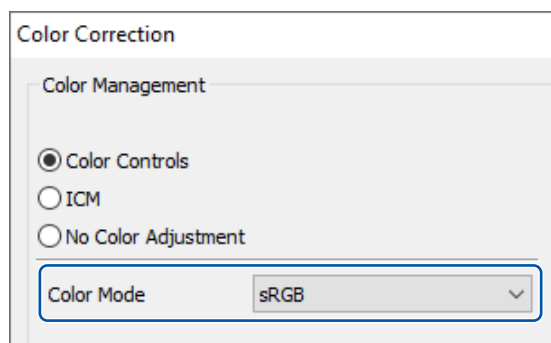 Color Correction
Color Management
Color Controls
ICM
No Color Adjustment
Color Mode sRGB